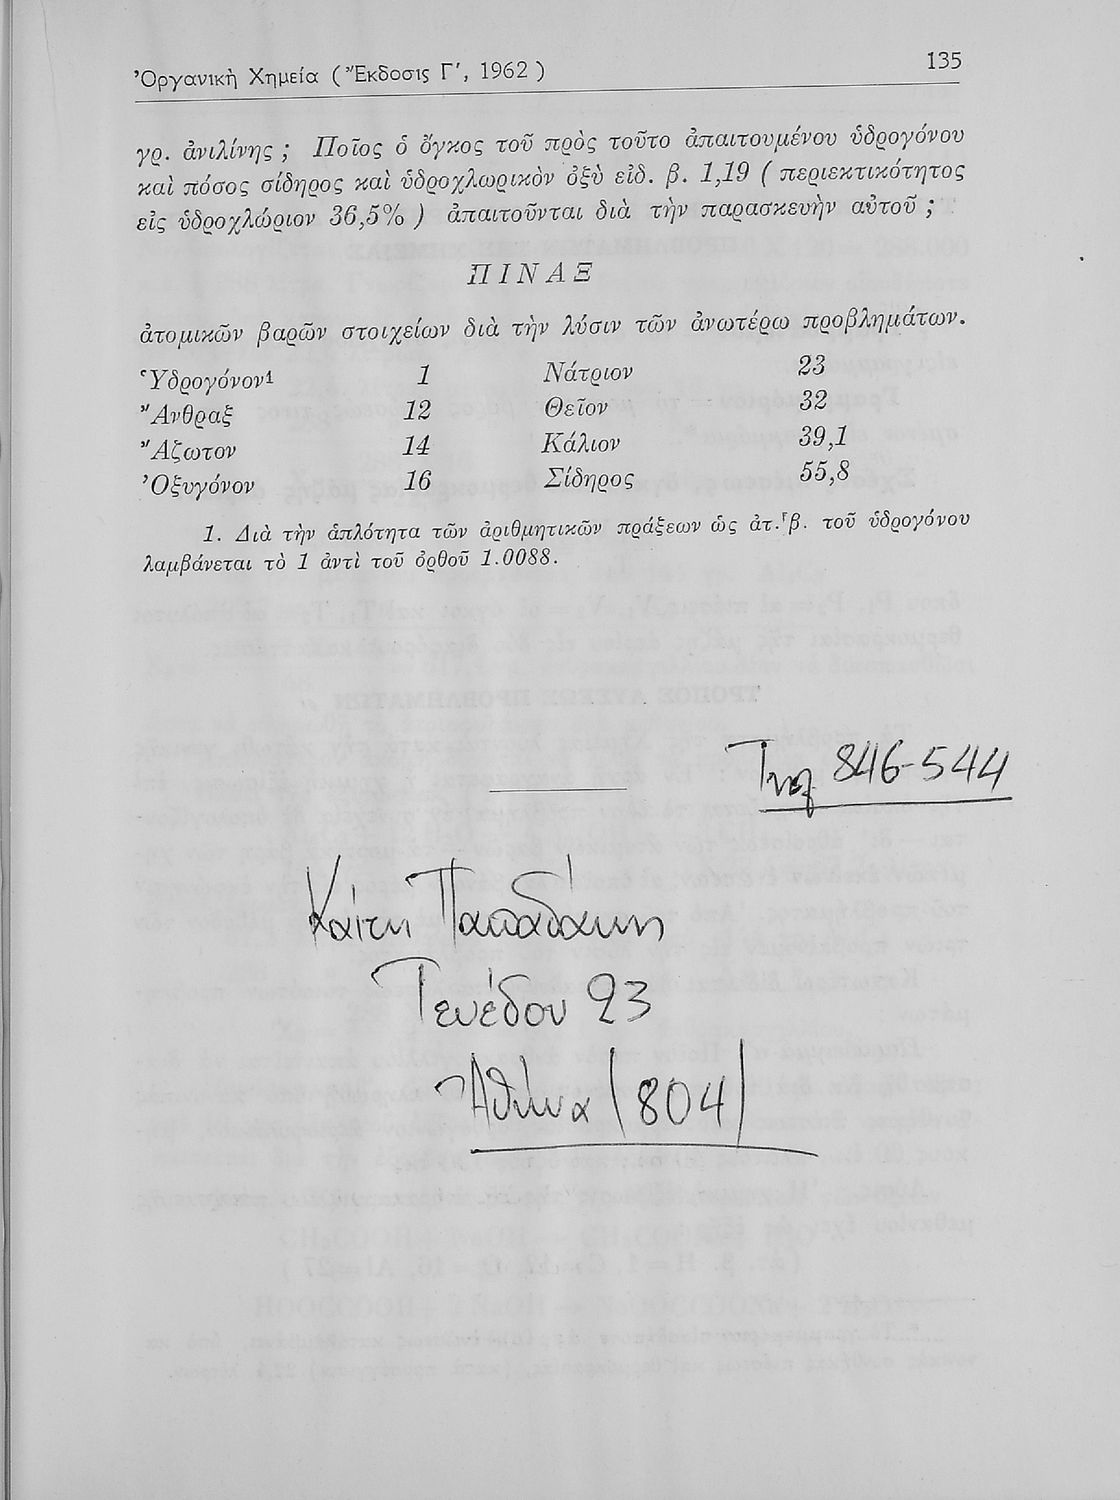 Ὀργανικὴ Χημεία ( Ἔκδοσις Γ΄, 1962 ) 135
γρ. ἀνιλίνης ; Ποῖος ὁ ὄγκος τοῦ πρὸς τοῦτο ἀπαιτουμένου ὑδρογόνου
καὶ πόσος σίδηρος καὶ ὑδροχλωρικὸν ὀξὺ εἰδ. β. 1,19 ( περιεκτικότητος
εἰς ὑδροχλώριον 36,5% ) ἀπαιτοῦνται διὰ τὴν παρασκευὴν αὐτοῦ ;
ΠΙΝΑΞ
ἀτομικῶν βαρῶν στοιχείων διὰ τὴν λύσιν τῶν ἀνωτέρω προβλημάτων.
Ὑδρογόνον¹ 1 Νάτριον 23
Ἄνθραξ 12 Θεῖον 32
Ἄζωτον 14 Κάλιον 39,1
Ὀξυγόνον 16 Σίδηρος 55,8
1. Διὰ τὴν ἁπλότητα τῶν ἀριθμητικῶν πράξεων ὡς ἀτ. β. τοῦ ὑδρογόνου
λαμβάνεται τὸ 1 ἀντὶ τοῦ ὀρθοῦ 1.0088.
Τηλ 846-544
Καίτη Παπαδάκη
Τενέδου 23
Ἀθήνα (804)